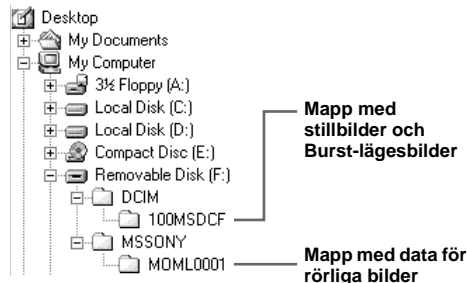 Desktop
My Documents
My Computer
3½ Floppy (A:)
Local Disk (C:)
Local Disk (D:)
Compact Disc (E:)
Removable Disk (F:)
DCIM
100MSDCF
MSSONY
MOML0001
Mapp med
stillbilder och
Burst-lägesbilder
Mapp med data för
rörliga bilder